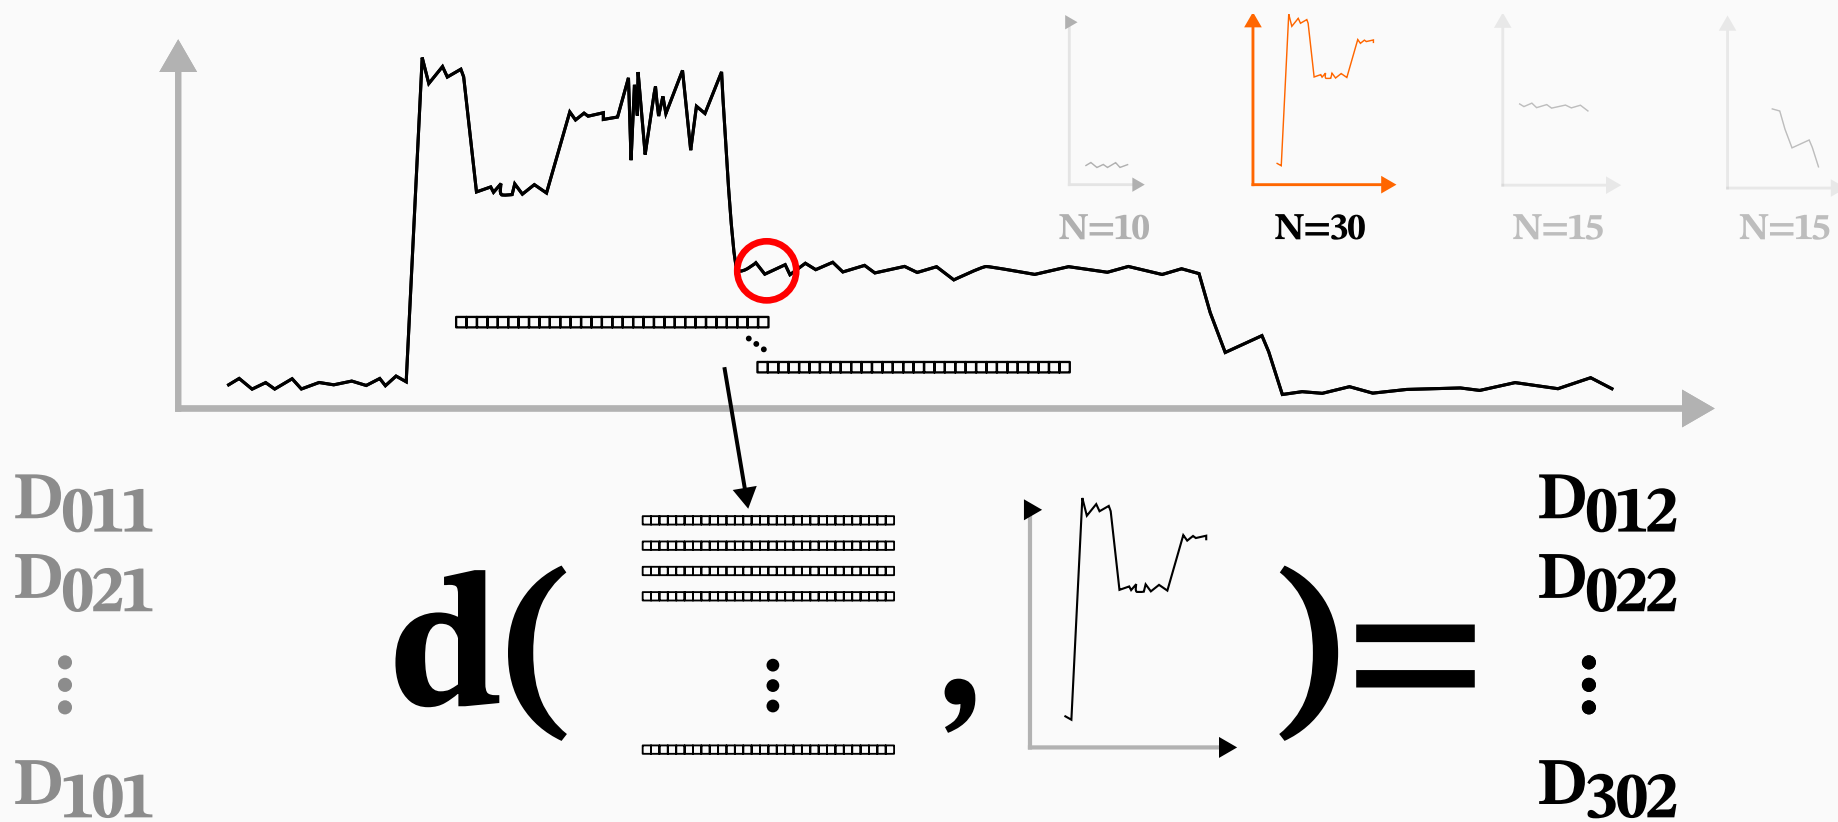 N=10
N=30
N=15
N=15
D011
D021
D101
d( , )=
D012
D022
D302